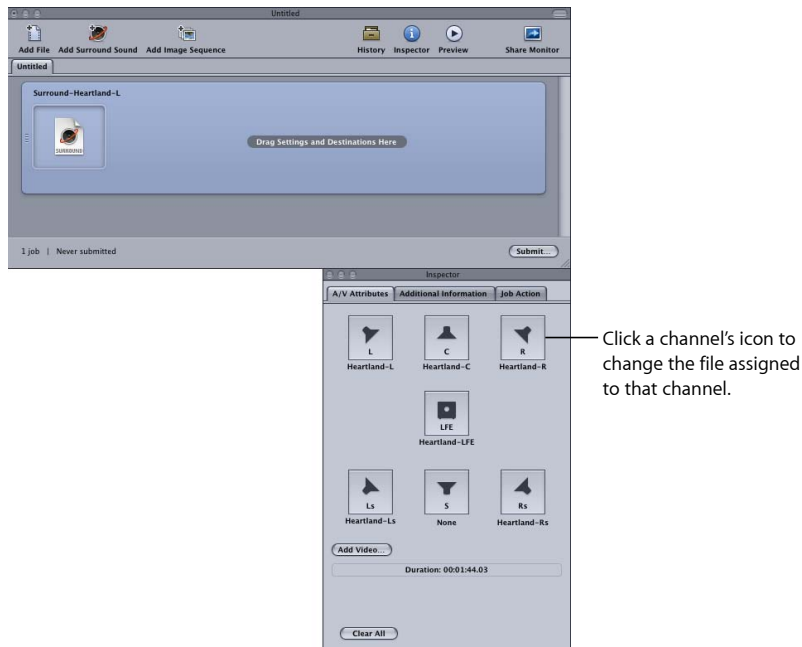 Untitled
Add File Add Surround Sound Add Image Sequence History Inspector Preview Share Monitor
Untitled
Surround-Heartland-L
SURROUND
Drag Settings and Destinations Here
1 job | Never submitted
Submit...
Inspector
A/V Attributes Additional Information Job Action
L C R
Heartland-L Heartland-C Heartland-R
Click a channel's icon to
change the file assigned
to that channel.
LFE
Heartland-LFE
Ls S Rs
Heartland-Ls None Heartland-Rs
Add Video...
Duration: 00:01:44.03
Clear All